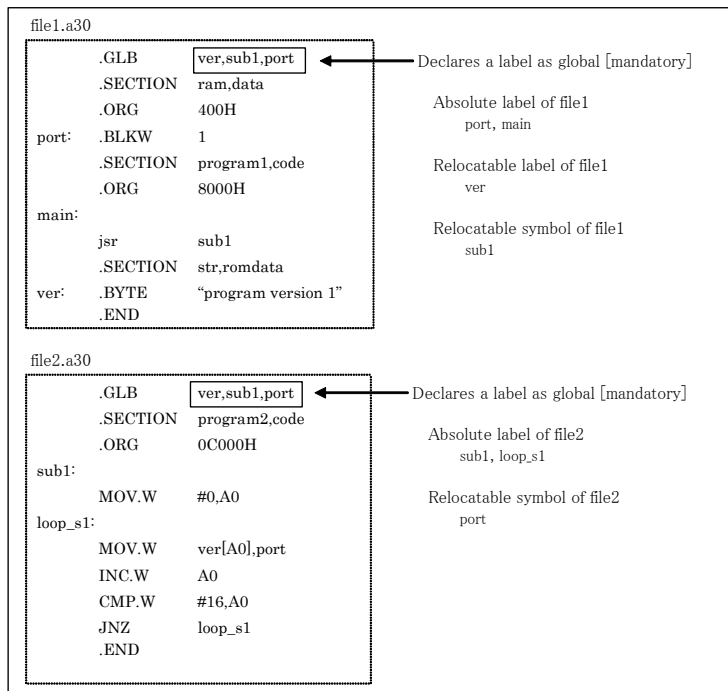 file1.a30
.GLB ver,sub1,port
.SECTION ram,data
.ORG 400H
port: .BLKW 1
.SECTION program1,code
.ORG 8000H
main:
jsr sub1
.SECTION str,romdata
ver: .BYTE “program version 1”
.END
Declares a label as global [mandatory]
Absolute label of file1
port, main
Relocatable label of file1
ver
Relocatable symbol of file1
sub1
file2.a30
.GLB ver,sub1,port
.SECTION program2,code
.ORG 0C000H
sub1:
MOV.W #0,A0
loop_s1:
MOV.W ver[A0],port
INC.W A0
CMP.W #16,A0
JNZ loop_s1
.END
Declares a label as global [mandatory]
Absolute label of file2
sub1, loop_s1
Relocatable symbol of file2
port